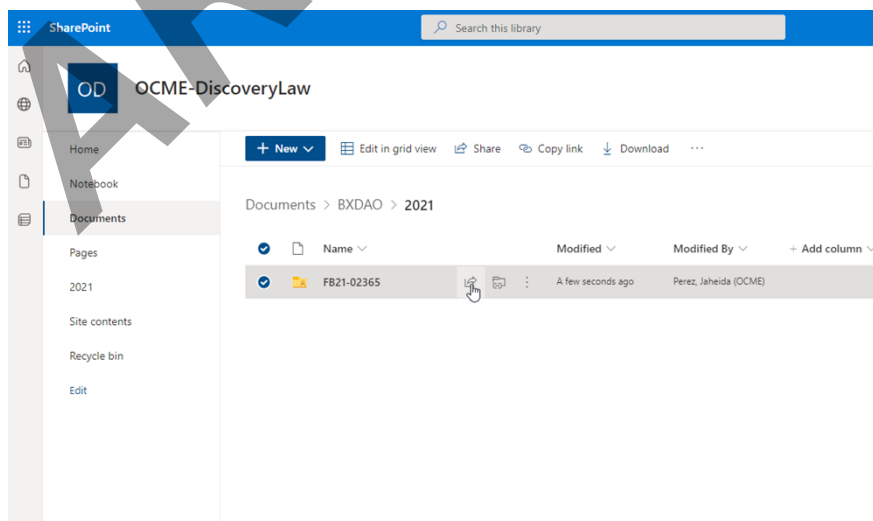 SharePoint
Search this library
OD
OCME-DiscoveryLaw
Home
Notebook
Documents
Pages
2021
Site contents
Recycle bin
Edit
New
Edit in grid view
Share
Copy link
Download
Documents > BXDAO > 2021
Name
Modified
Modified By
+ Add column
FB21-02365
A few seconds ago
Perez, Jaheida (OCME)